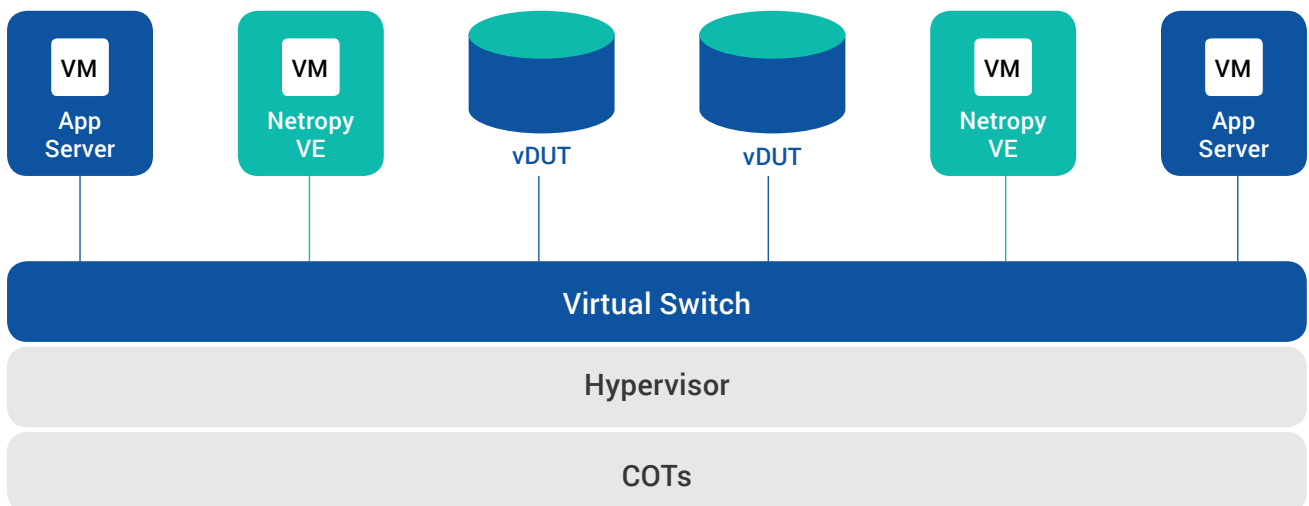 VM
App
Server
VM
Netropy
VE
vDUT
vDUT
VM
Netropy
VE
VM
App
Server
Virtual Switch
Hypervisor
COTs